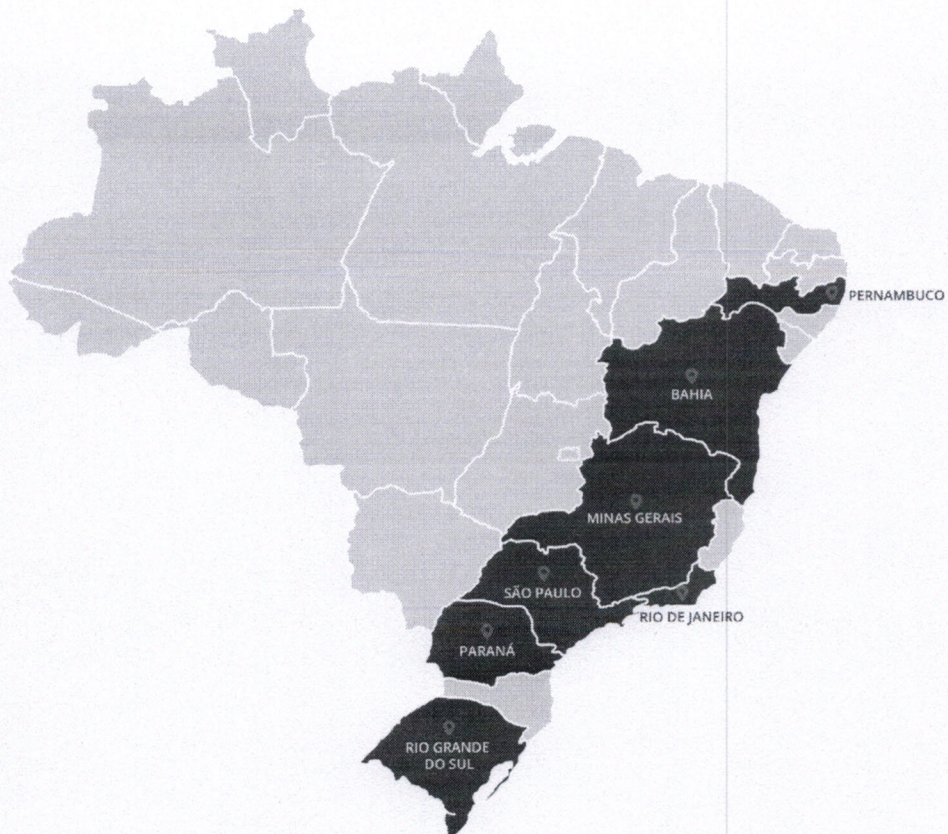 PERNAMBUCO
BAHIA
MINAS GERAIS
SÃO PAULO
RIO DE JANEIRO
PARANÁ
RIO GRANDE
DO SUL